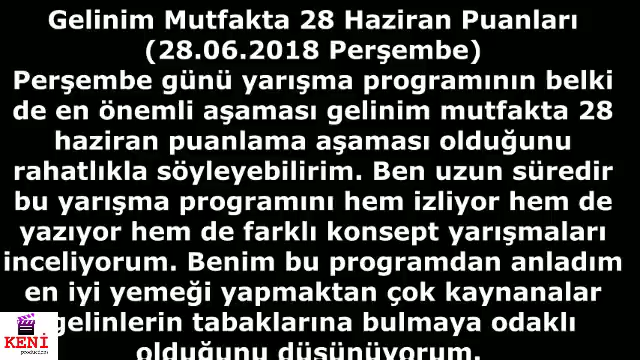 Gelinim Mutfakta 28 Haziran Puanları
(28.06.2018 Perşembe)
Perşembe günü yarışma programının belki
de en önemli aşaması gelinim mutfakta 28
haziran puanlama aşaması olduğunu
rahatlıkla söyleyebilirim. Ben uzun süredir
bu yarışma programını hem izliyor hem de
yazıyor hem de farklı konsept yarışmaları
inceliyorum. Benim bu programdan anladım
en iyi yemeği yapmaktan çok kaynanalar
gelinlerin tabaklarına bulmaya odaklı
olduğunu düşünüyorum.
KENİ
production